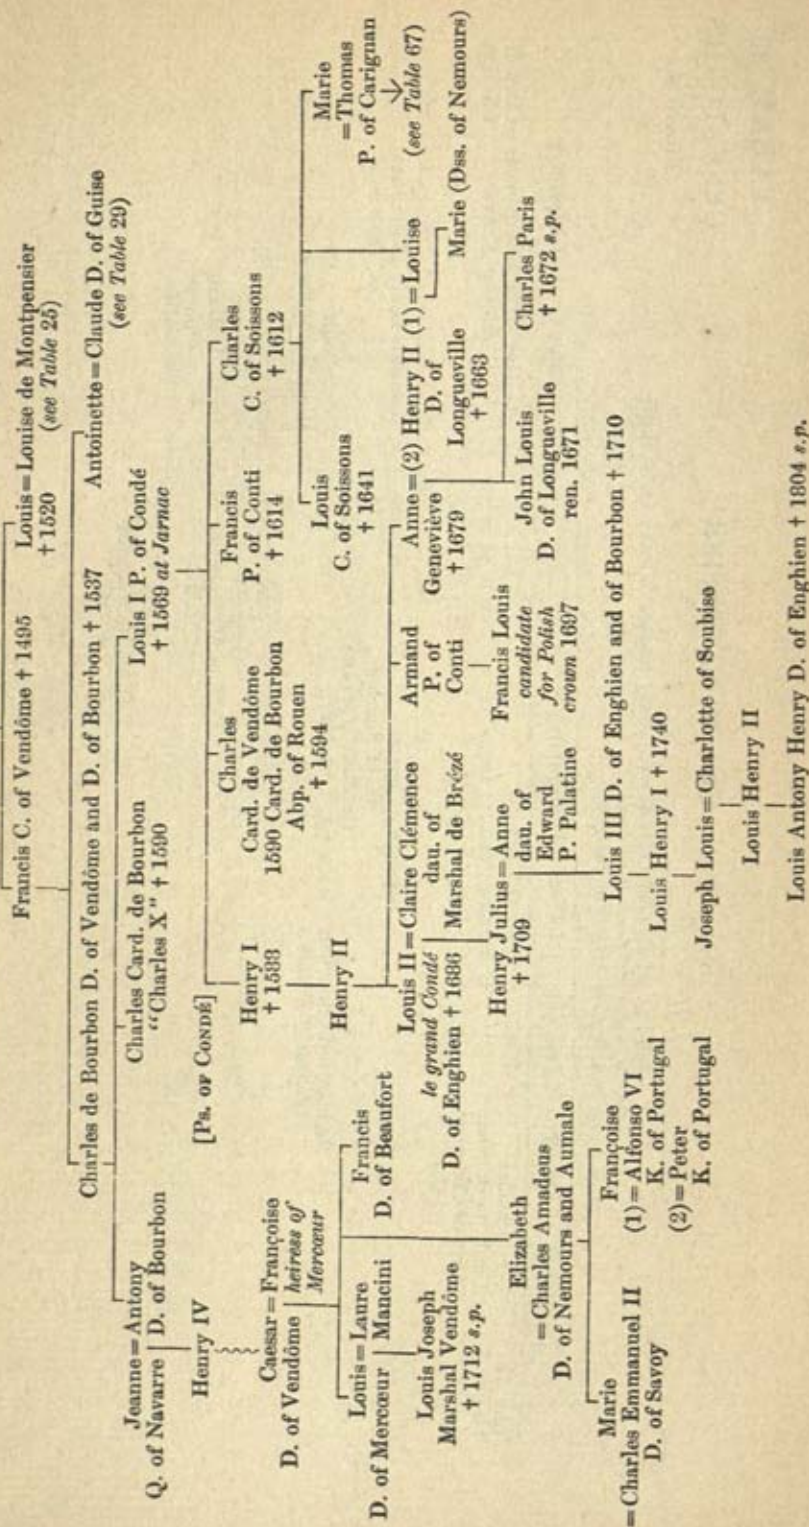 Francis C. of Vendôme † 1495
Louis = Louise de Montpensier
† 1520
(see Table 25)
Charles de Bourbon D. of Vendôme and D. of Bourbon † 1537
Antoinette = Claude D. of Guise
(see Table 29)
Jeanne = Antony
Q. of Navarre
D. of Bourbon
Charles Card. de Bourbon
“Charles X” † 1590
Louis I P. of Condé
† 1569 at Jarnac
Henry IV
[Ps. OF CONDÉ]
Henry I
† 1588
Charles
Card. de Vendôme
1590 Card. de Bourbon
Abp. of Rouen
† 1594
Francis
P. of Conti
† 1614
Charles
C. of Soissons
† 1612
Caesar = Françoise
D. of Vendôme
heiress of
Mercœur
Henry II
Louis
C. of Soissons
† 1641
Marie
= Thomas
P. of Carignan
(see Table 67)
Louis = Laure
D. of Mercœur
Mancini
Francis
D. of Beaufort
Louis II = Claire Clémence
le grand Condé
D. of Enghien † 1686
dau. of
Marshal de Brézé
Armand
P. of
Conti
Anne = (2) Henry II (1) = Louise
Geneviève
† 1679
D. of
Longueville
† 1663
Marie (Dss. of Nemours)
Louis Joseph
Marshal Vendôme
† 1712 s.p.
Elizabeth
= Charles Amadeus
D. of Nemours and Aumale
Henry Julius = Anne
† 1709
dau. of
Edward
P. Palatine
Francis Louis
candidate
for Polish
crown 1697
John Louis
D. of Longueville
ren. 1671
Charles Paris
† 1672 s.p.
Marie
= Charles Emmanuel II
D. of Savoy
Françoise
(1) = Alfonso VI
K. of Portugal
(2) = Peter
K. of Portugal
Louis III D. of Enghien and of Bourbon † 1710
Louis Henry I † 1740
Joseph Louis = Charlotte of Soubise
Louis Henry II
Louis Antony Henry D. of Enghien † 1804 s.p.